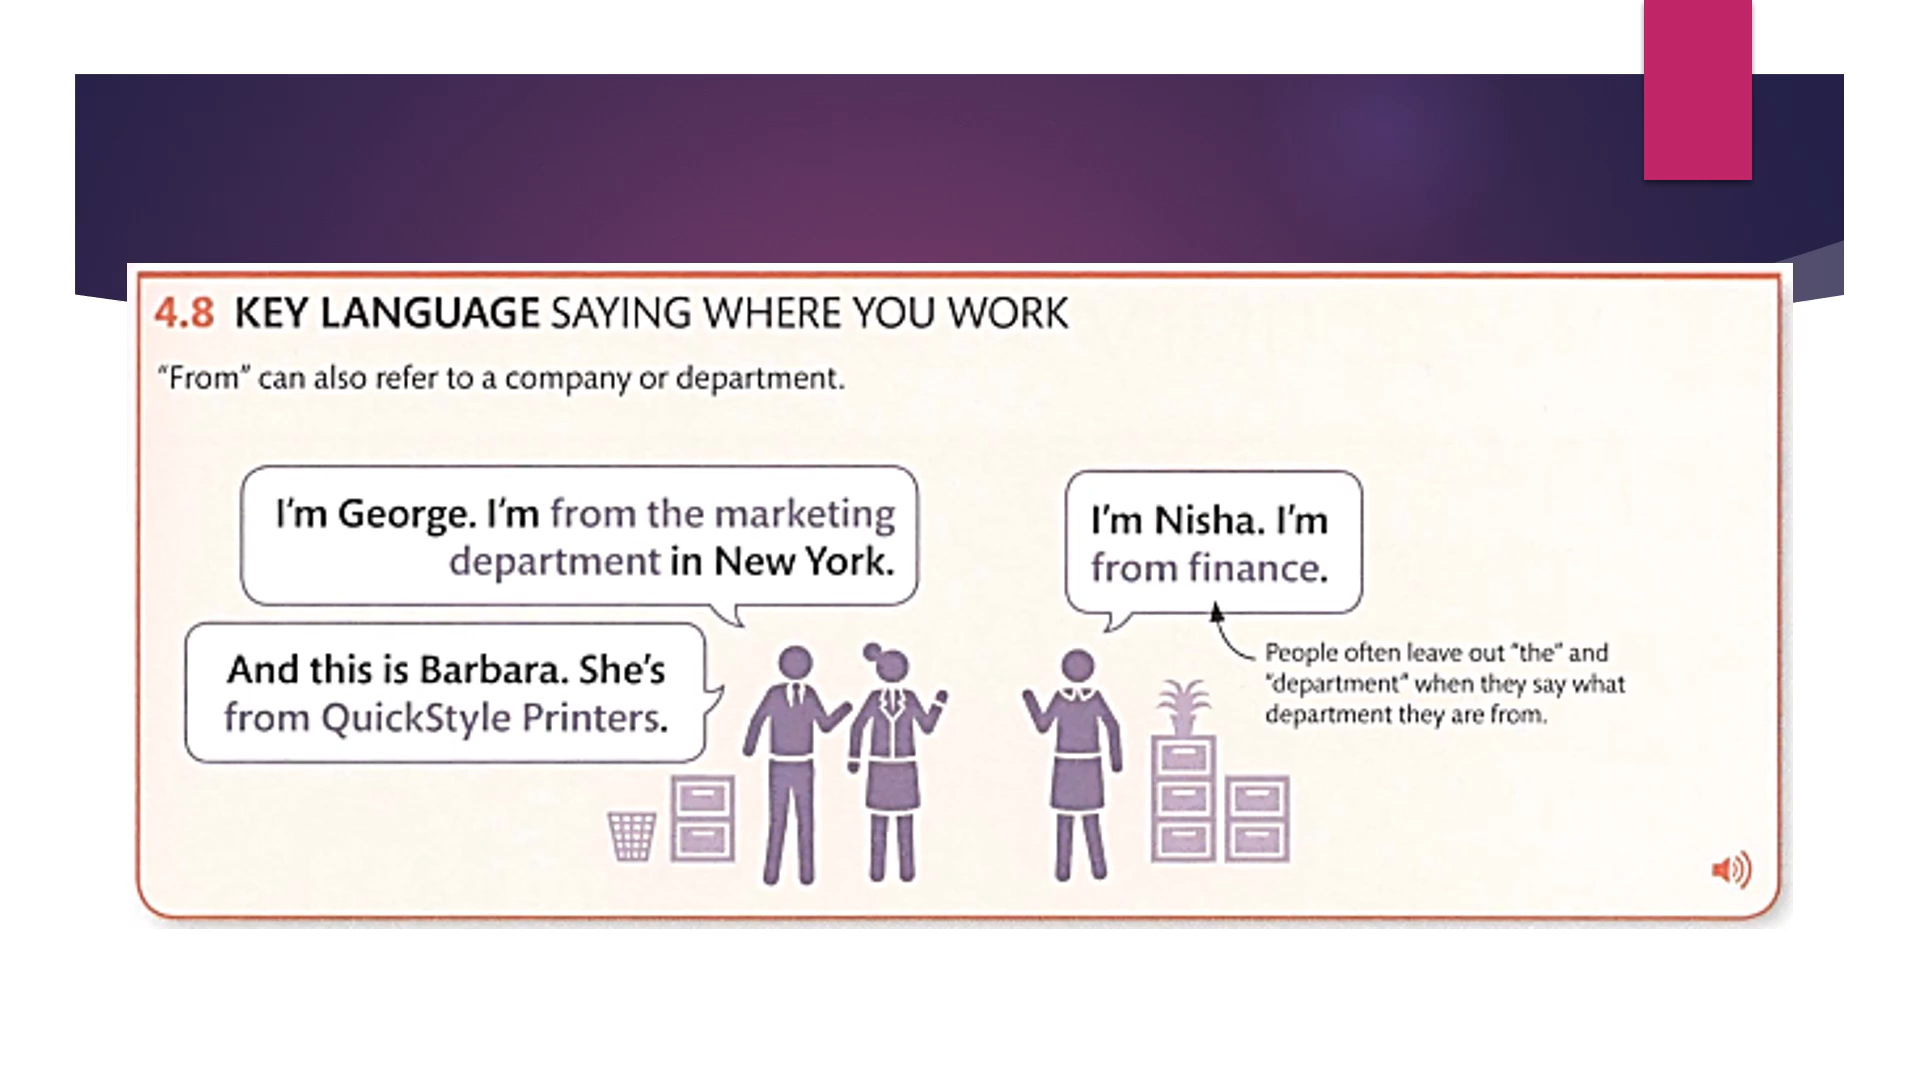 4.8 KEY LANGUAGE SAYING WHERE YOU WORK
“From” can also refer to a company or department.
I'm George. I'm from the marketing
department in New York.
And this is Barbara. She's
from QuickStyle Printers.
I'm Nisha. I'm
from finance.
People often leave out "the" and
"department" when they say what
department they are from.